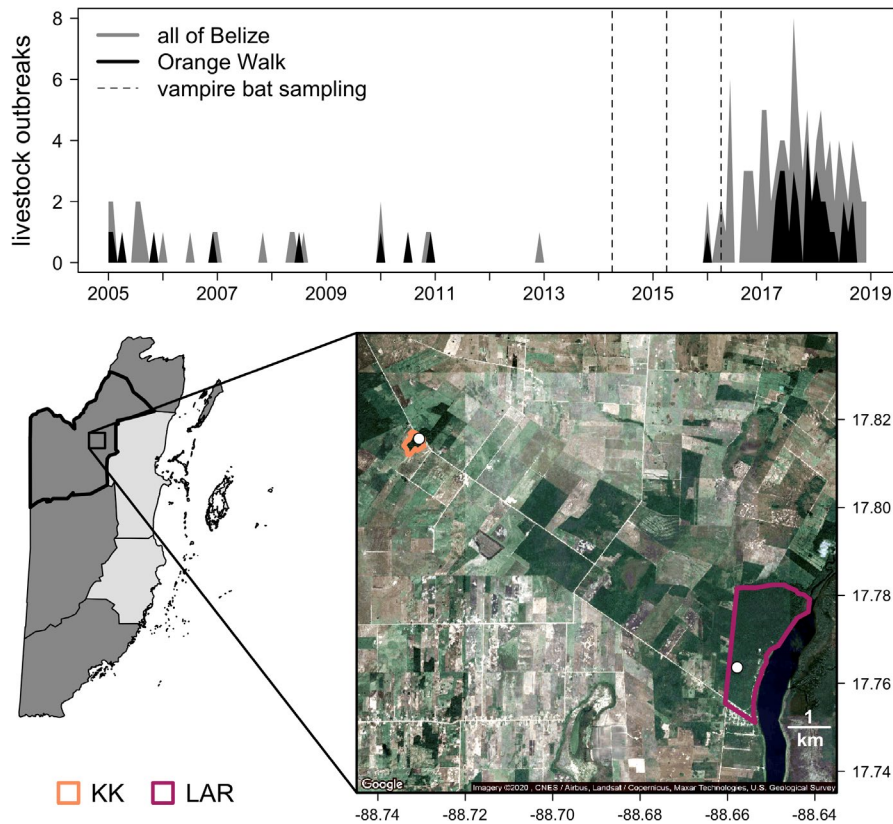 8
6
4
2
0
livestock outbreaks
all of Belize
Orange Walk
vampire bat sampling
2005 2007 2009 2011 2013 2015 2017 2019
17.82
17.80
17.78
17.76
17.74
1
km
Google
Imagery ©2020 , CNES / Airbus, Landsat / Copernicus, Maxar Technologies, U.S. Geological Survey
KK LAR
-88.74 -88.72 -88.70 -88.68 -88.66 -88.64